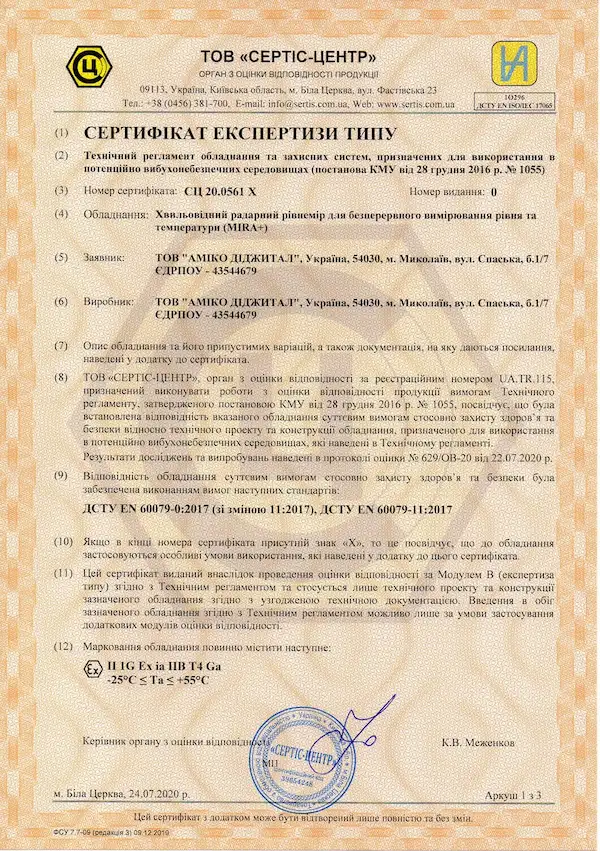 ТОВ «СЕРТІС-ЦЕНТР»
ОРГАН З ОЦІНКИ ВІДПОВІДНОСТІ ПРОДУКЦІЇ
09113, Україна, Київська область, м. Біла Церква, вул. Фастівська 23
Тел.: +38 (0456) 381-700, E-mail: info@sertis.com.ua, Web: www.sertis.com.ua
1О296
ДСТУ EN ISO/IEC 17065
(1) СЕРТИФІКАТ ЕКСПЕРТИЗИ ТИПУ
(2) Технічний регламент обладнання та захисних систем, призначених для використання в
потенційно вибухонебезпечних середовищах (постанова КМУ від 28 грудня 2016 р. № 1055)
(3) Номер сертифіката: СЦ 20.0561 X Номер видання: 0
(4) Обладнання: Хвильовідний радарний рівнемір для безперервного вимірювання рівня та
температури (MIRA+)
(5) Заявник: ТОВ "АМІКО ДІДЖИТАЛ", Україна, 54030, м. Миколаїв, вул. Спаська, б.1/7
ЄДРПОУ - 43544679
(6) Виробник: ТОВ "АМІКО ДІДЖИТАЛ", Україна, 54030, м. Миколаїв, вул. Спаська, б.1/7
ЄДРПОУ - 43544679
(7) Опис обладнання та його припустимих варіацій, а також документація, на яку даються посилання,
наведені у додатку до сертифіката.
(8) ТОВ «СЕРТІС-ЦЕНТР», орган з оцінки відповідності за реєстраційним номером UA.TR.115,
призначений виконувати роботи з оцінки відповідності продукції вимогам Технічного
регламенту, затвердженого постановою КМУ від 28 грудня 2016 р. № 1055, посвідчує, що була
встановлена відповідність вказаного обладнання суттєвим вимогам стосовно захисту здоров'я та
безпеки відносно технічного проекту та конструкції обладнання, призначеного для використання
в потенційно вибухонебезпечних середовищах, які наведені в Технічному регламенті.
Результати досліджень та випробувань наведені в протоколі оцінки № 629/ОВ-20 від 22.07.2020 р.
(9) Відповідність обладнання суттєвим вимогам стосовно захисту здоров'я та безпеки була
забезпечена виконанням вимог наступних стандартів:
ДСТУ EN 60079-0:2017 (зі зміною 11:2017), ДСТУ EN 60079-11:2017
(10) Якщо в кінці номера сертифіката присутній знак «X», то це посвідчує, що до обладнання
застосовуються особливі умови використання, які наведені у додатку до цього сертифіката.
(11) Цей сертифікат виданий внаслідок проведення оцінки відповідності за Модулем В (експертиза
типу) згідно з Технічним регламентом та стосується лише технічного проекту та конструкції
зазначеного обладнання згідно з узгодженою технічною документацією. Введення в обіг
зазначеного обладнання згідно з Технічним регламентом можливо лише за умови застосування
додаткових модулів оцінки відповідності.
(12) Маркування обладнання повинно містити наступне:
Ex II 1G Ex ia IIB T4 Ga
-25°C ≤ Ta ≤ +55°C
Керівник органу з оцінки відповідності К.В. Меженков
МП
«СЕРТІС-ЦЕНТР»
Ідентифікаційний код
39654248
м. Біла Церква, 24.07.2020 р. Аркуш 1 з 3
Цей сертифікат з додатком може бути відтворений лише повністю та без змін.
ФСУ 7.7-09 (редакція 3) 09.12.2019